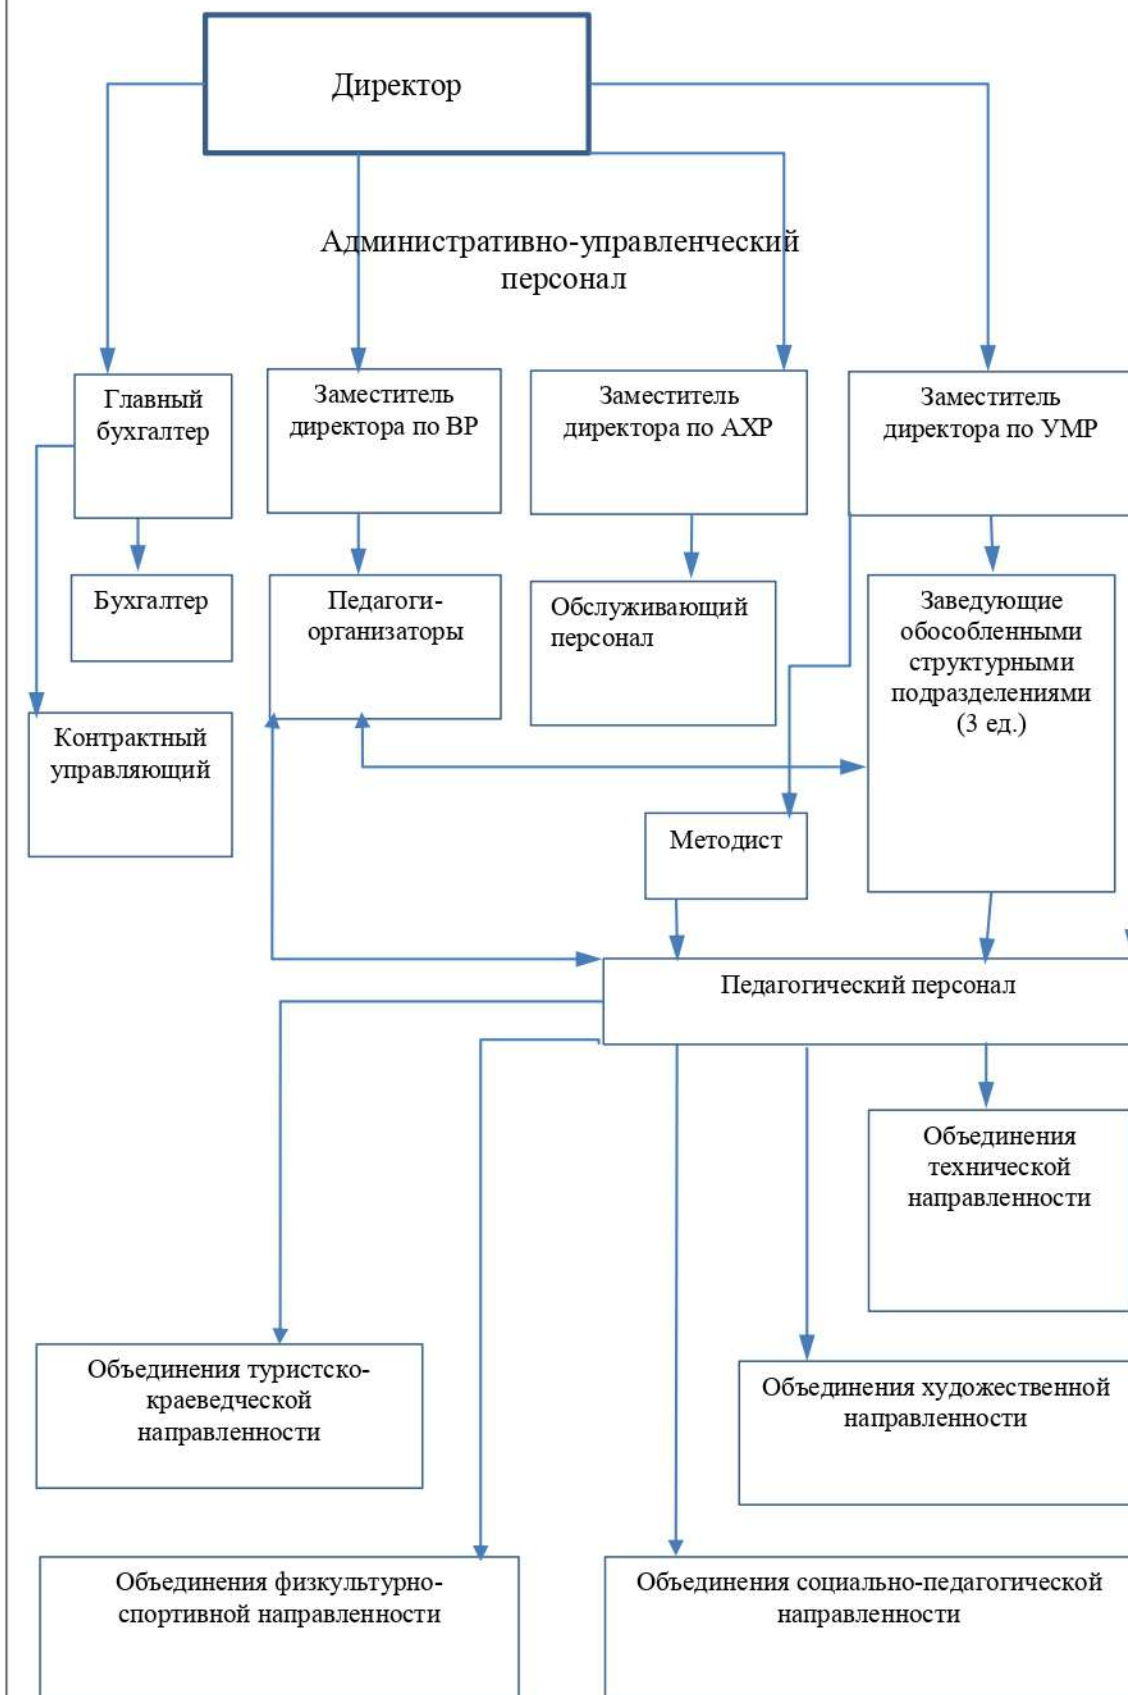 Директор
Административно-управленческий
персонал
Главный
бухгалтер
Заместитель
директора по ВР
Заместитель
директора по АХР
Заместитель
директора по УМР
Бухгалтер
Педагоги-
организаторы
Обслуживающий
персонал
Заведующие
обособленными
структурными
подразделениями
(3 ед.)
Контрактный
управляющий
Методист
Педагогический персонал
Объединения
технической
направленности
Объединения туристско-
краеведческой
направленности
Объединения художественной
направленности
Объединения физкультурно-
спортивной направленности
Объединения социально-педагогической
направленности